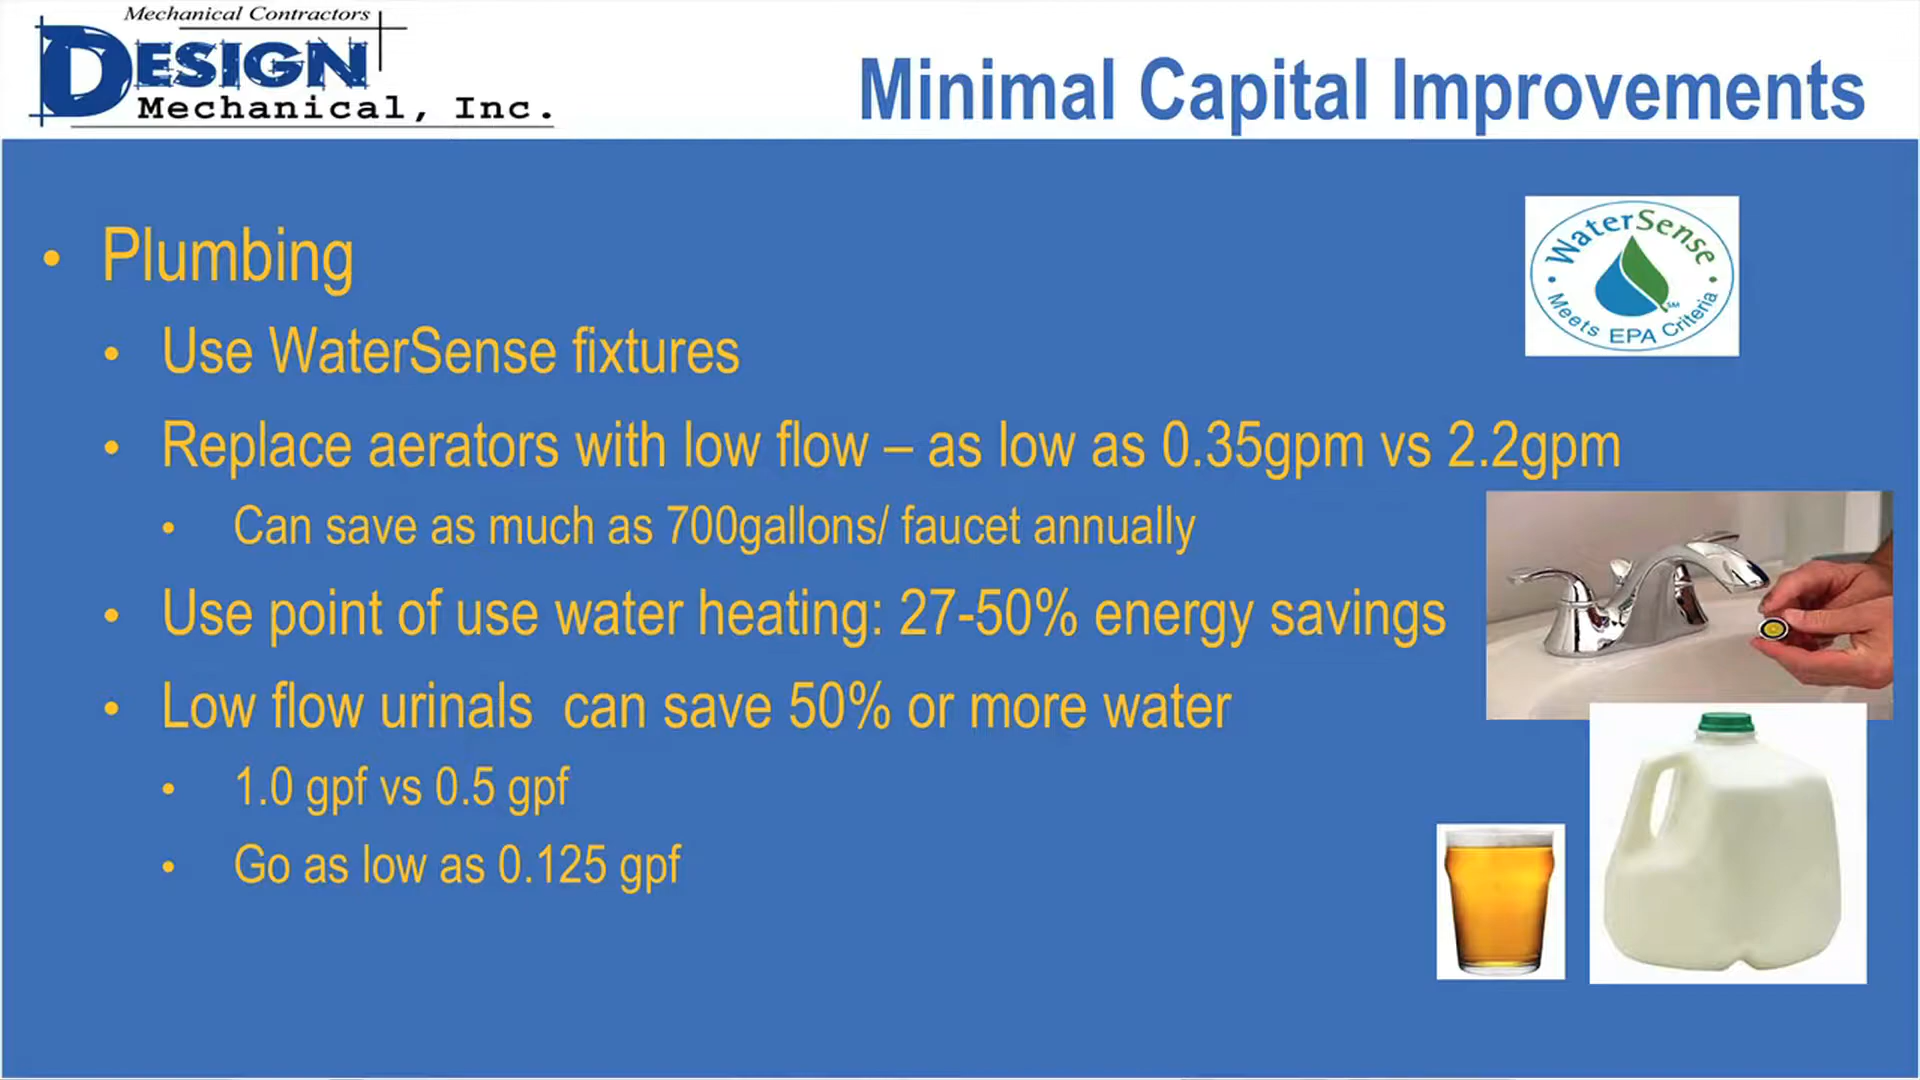 Mechanical Contractors
DESIGN
Mechanical, Inc.
Minimal Capital Improvements
• Plumbing
• Use WaterSense fixtures
• Replace aerators with low flow – as low as 0.35gpm vs 2.2gpm
• Can save as much as 700gallons/ faucet annually
• Use point of use water heating: 27-50% energy savings
• Low flow urinals  can save 50% or more water
• 1.0 gpf vs 0.5 gpf
• Go as low as 0.125 gpf
WaterSense
SM
• Meets EPA Criteria •